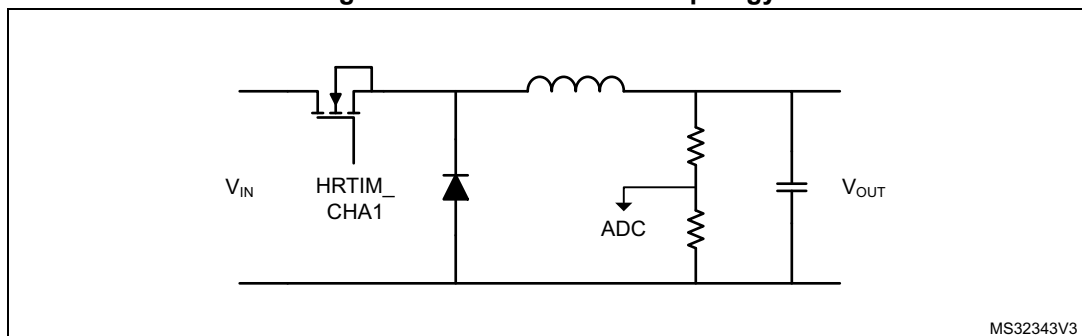 V_IN
HRTIM_
CHA1
ADC
V_OUT
MS32343V3